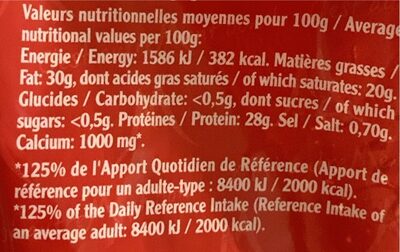 Valeurs nutritionnelles moyennes pour 100g / Average
nutritional values per 100g:
Energie / Energy: 1586 kJ / 382 kcal. Matières grasses /
Fat: 30g, dont acides gras saturés / of which saturates: 20g.
Glucides / Carbohydrate: <0,5g, dont sucres / of which
sugars: <0,5g. Protéines / Protein: 28g. Sel / Salt: 0,70g.
Calcium: 1000 mg*.
*125% de l'Apport Quotidien de Référence (Apport de
référence pour un adulte-type : 8400 kJ / 2000 kcal).
*125% of the Daily Reference Intake (Reference Intake of
an average adult: 8400 kJ / 2000 kcal).